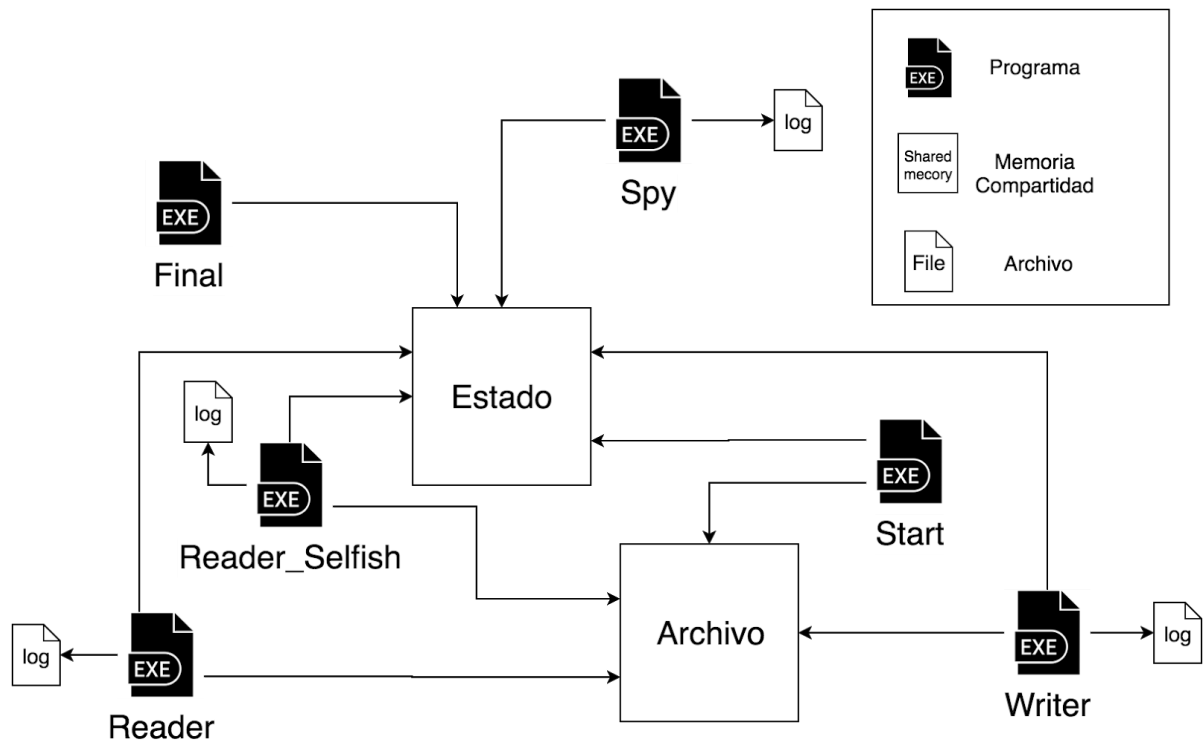 EXE
Programa
EXE
log
Spy
Shared
mecory
Memoria
Compartidad
EXE
Final
File
Archivo
Estado
log
EXE
Reader_Selfish
EXE
Start
Archivo
log
EXE
Reader
EXE
log
Writer